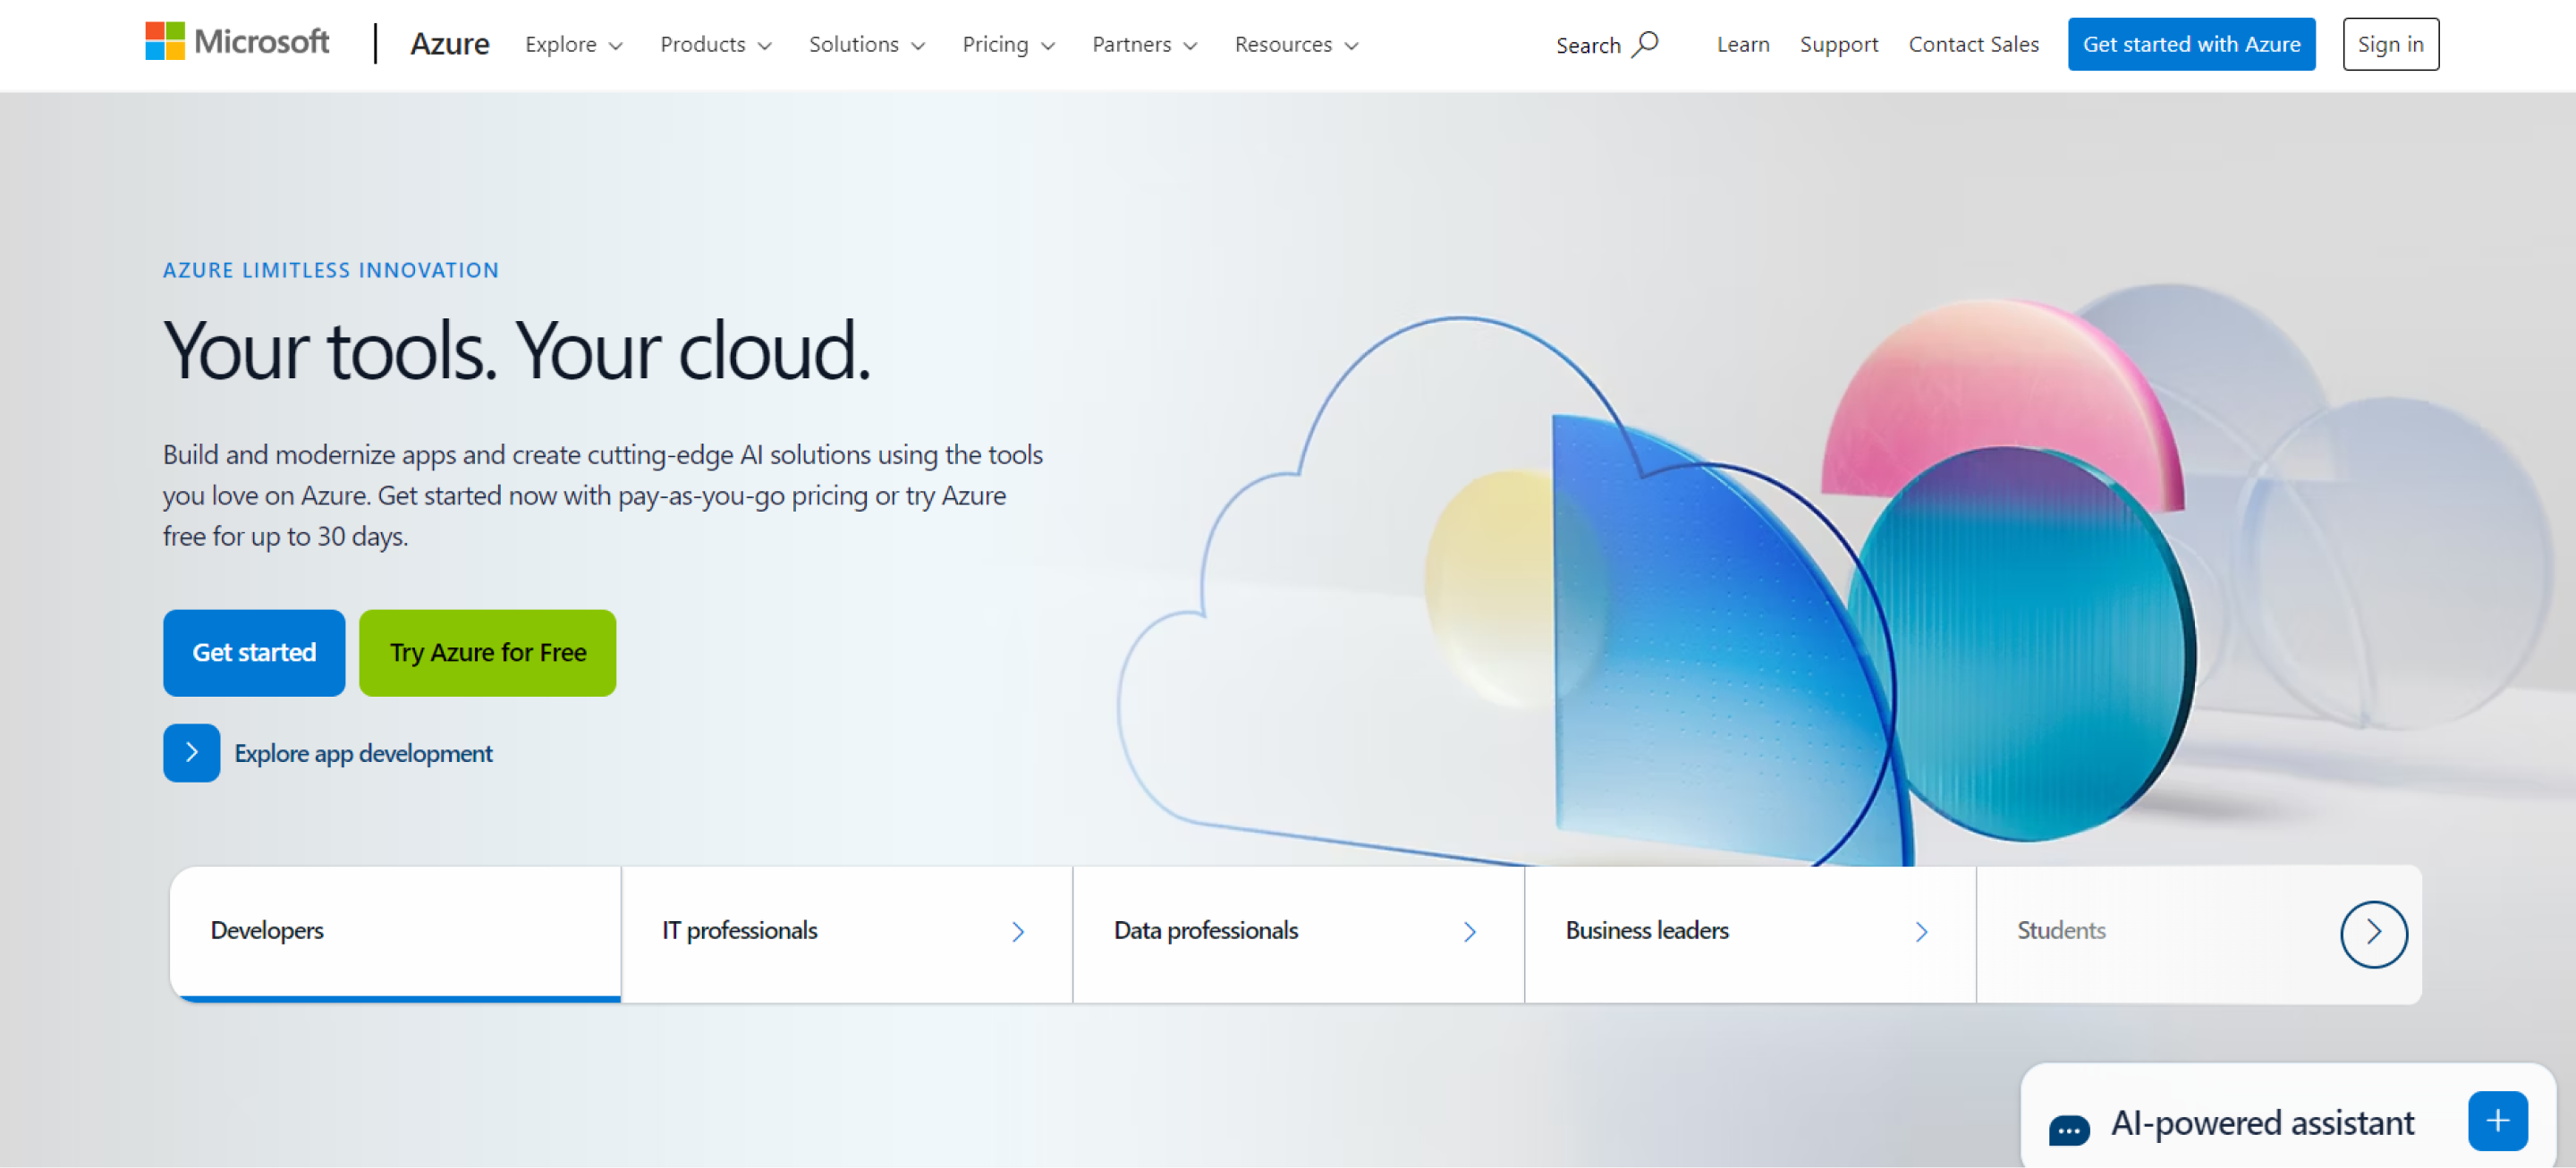 Microsoft Azure Explore Products Solutions Pricing Partners Resources Search Learn Support Contact Sales Get started with Azure Sign in
AZURE LIMITLESS INNOVATION
Your tools. Your cloud.
Build and modernize apps and create cutting-edge AI solutions using the tools
you love on Azure. Get started now with pay-as-you-go pricing or try Azure
free for up to 30 days.
Get started Try Azure for Free
Explore app development
Developers IT professionals Data professionals Business leaders Students
AI-powered assistant